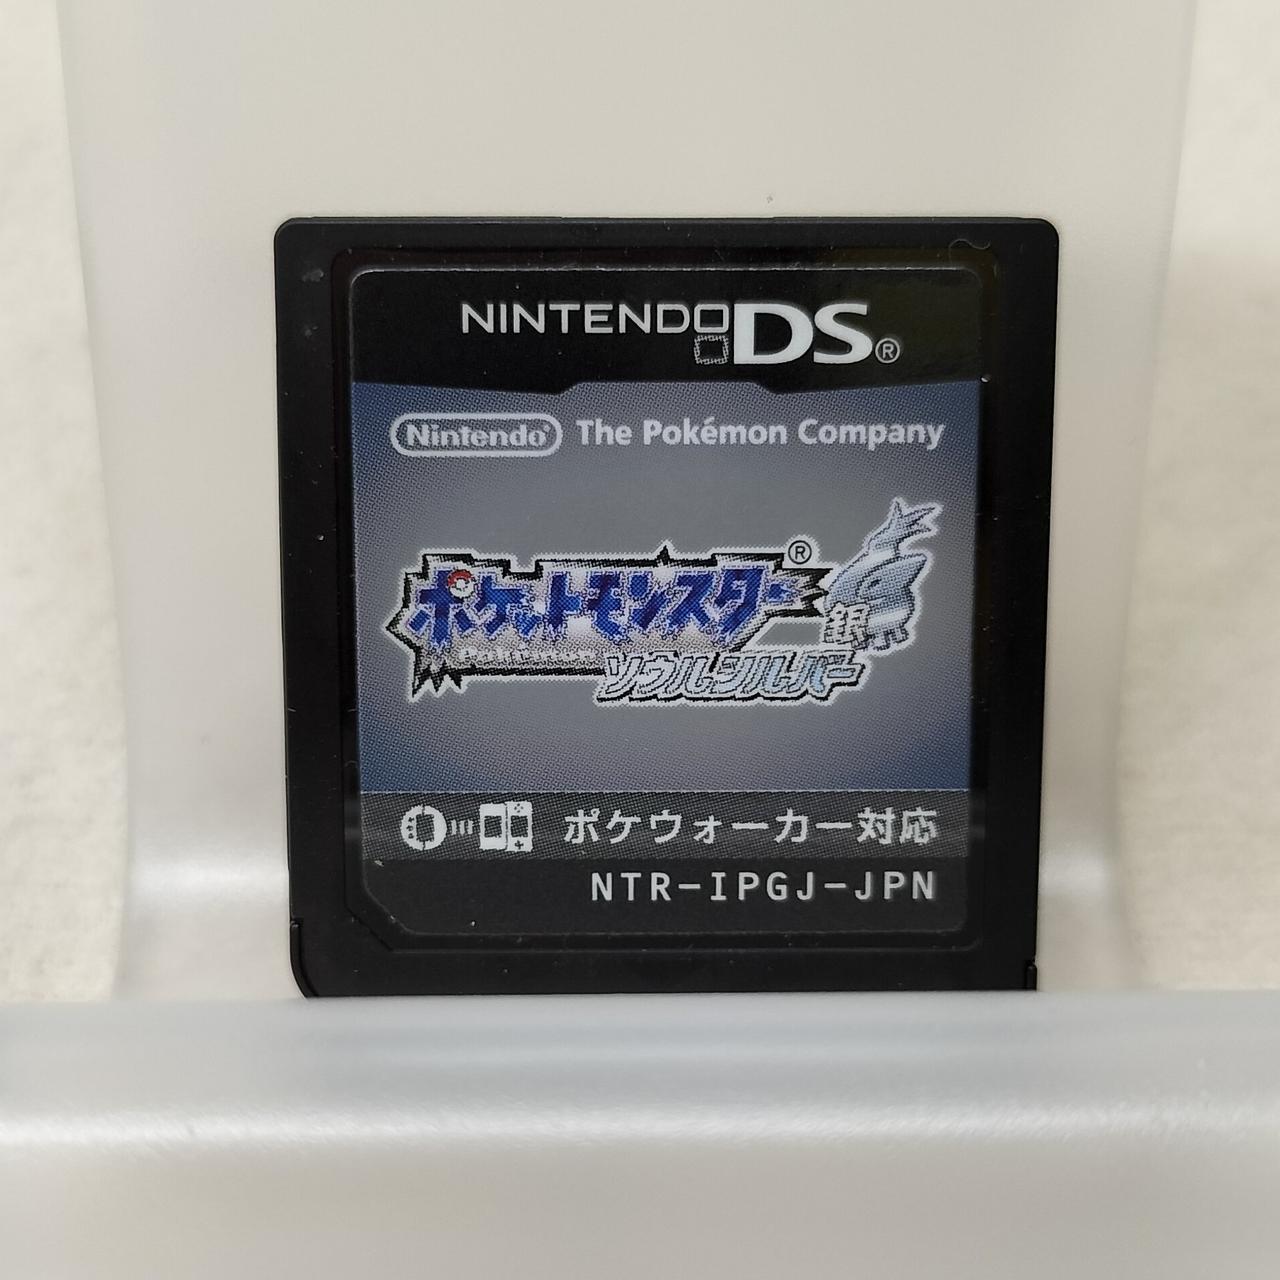 NINTENDO DS®
Nintendo® The Pokémon Company
ポケットモンスター®
Pokémon
銀
ソウルシルバー
ポケウォーカー対応
NTR-IPGJ-JPN